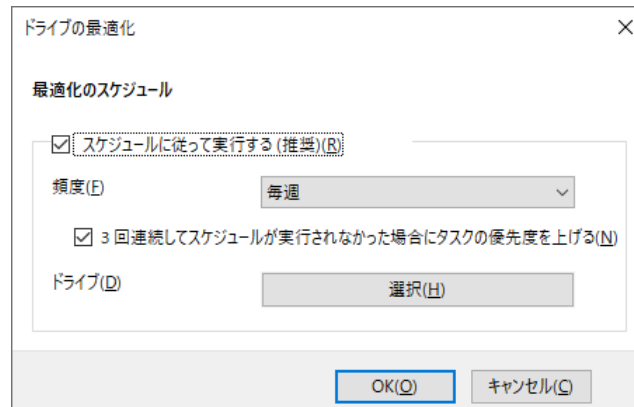 ドライブの最適化
最適化のスケジュール
スケジュールに従って実行する(推奨)(R)
頻度(F)
毎週
3 回連続してスケジュールが実行されなかった場合にタスクの優先度を上げる(N)
ドライブ(D)
選択(H)
OK(O)
キャンセル(C)